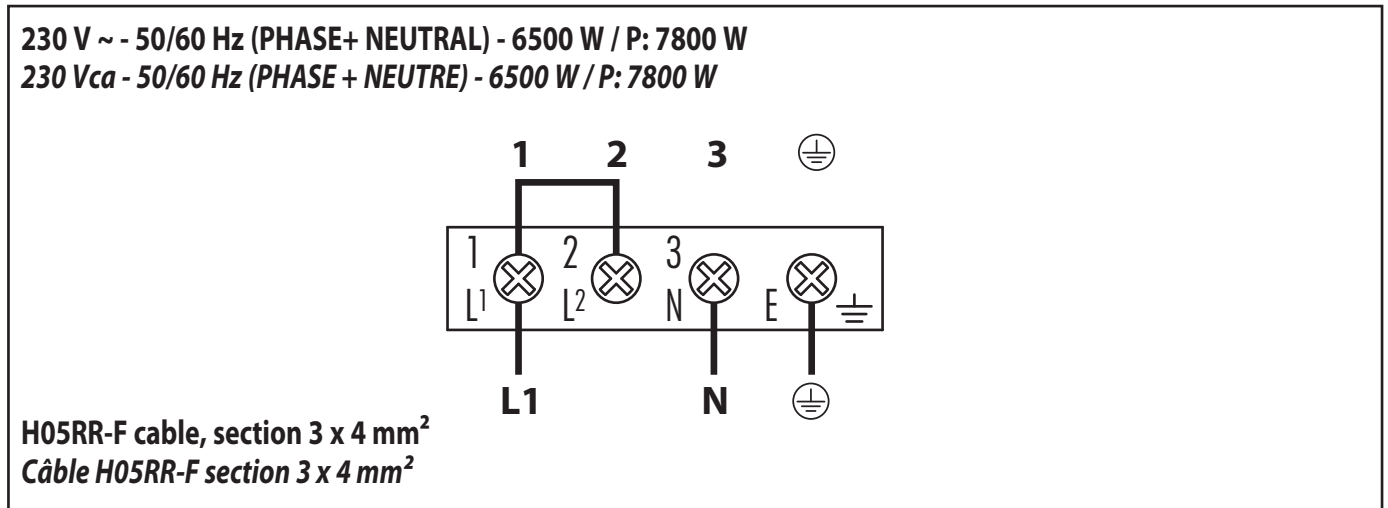 230 V ~ - 50/60 Hz (PHASE+ NEUTRAL) - 6500 W / P: 7800 W
230 Vca - 50/60 Hz (PHASE + NEUTRE) - 6500 W / P: 7800 W
1 2 3
1 2 3
L1 L2 N E
L1 N
H05RR-F cable, section 3 x 4 mm²
Câble H05RR-F section 3 x 4 mm²